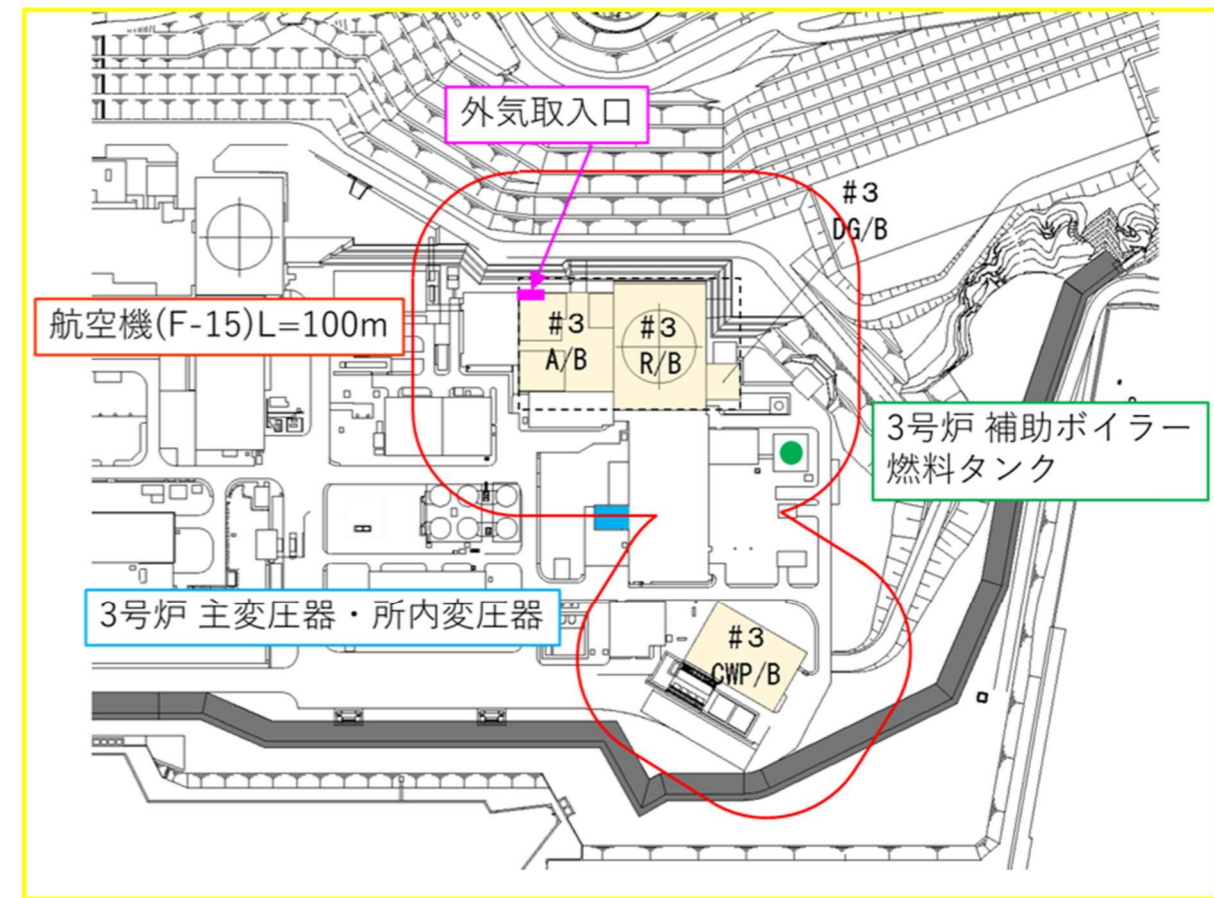 外気取入口
#3
DG/B
航空機(F-15)L=100m
#3
A/B
#3
R/B
3号炉 補助ボイラー
燃料タンク
3号炉 主変圧器・所内変圧器
#3
CWP/B